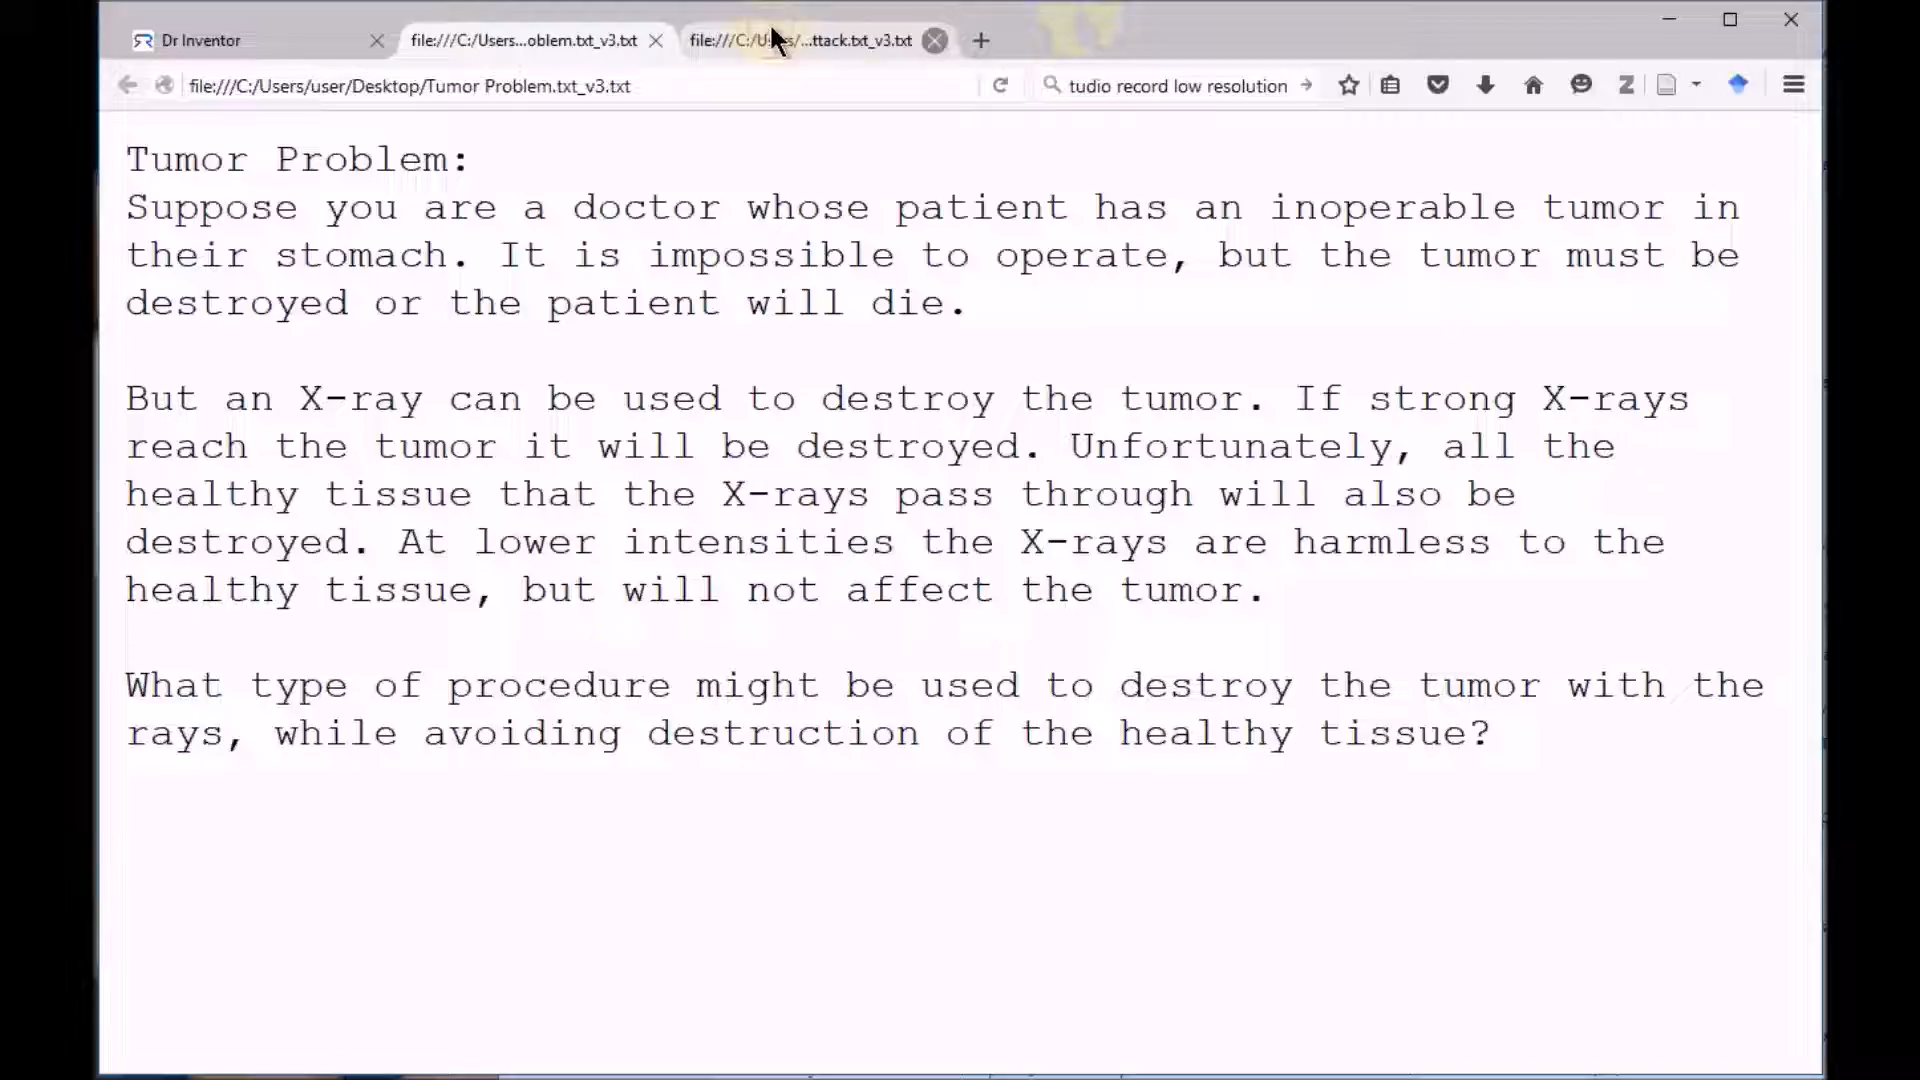 Dr Inventor
file:///C:/Users...oblem.txt_v3.txt
file:///C:/Users/...ttack.txt_v3.txt
file:///C:/Users/user/Desktop/Tumor Problem.txt_v3.txt
tudio record low resolution
Tumor Problem:
Suppose you are a doctor whose patient has an inoperable tumor in
their stomach. It is impossible to operate, but the tumor must be
destroyed or the patient will die.
But an X-ray can be used to destroy the tumor. If strong X-rays
reach the tumor it will be destroyed. Unfortunately, all the
healthy tissue that the X-rays pass through will also be
destroyed. At lower intensities the X-rays are harmless to the
healthy tissue, but will not affect the tumor.
What type of procedure might be used to destroy the tumor with the
rays, while avoiding destruction of the healthy tissue?